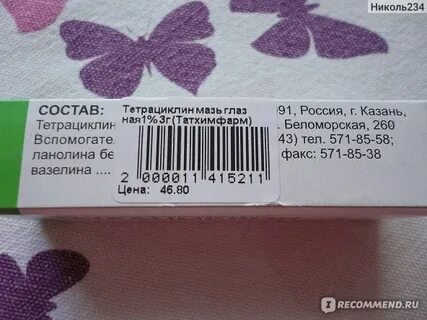 Николь234
СОСТАВ:
Тетрациклин
Вспомогате
ланолина бе
вазелина ....
Тетрациклин мазь глаз
ная1%3г(Татхимфарм)
2 000011 415211
Цена: 46.80
91, Россия, г. Казань,
. Беломорская, 260
43) тел. 571-85-58;
факс: 571-85-38
IRECOMMEND.RU